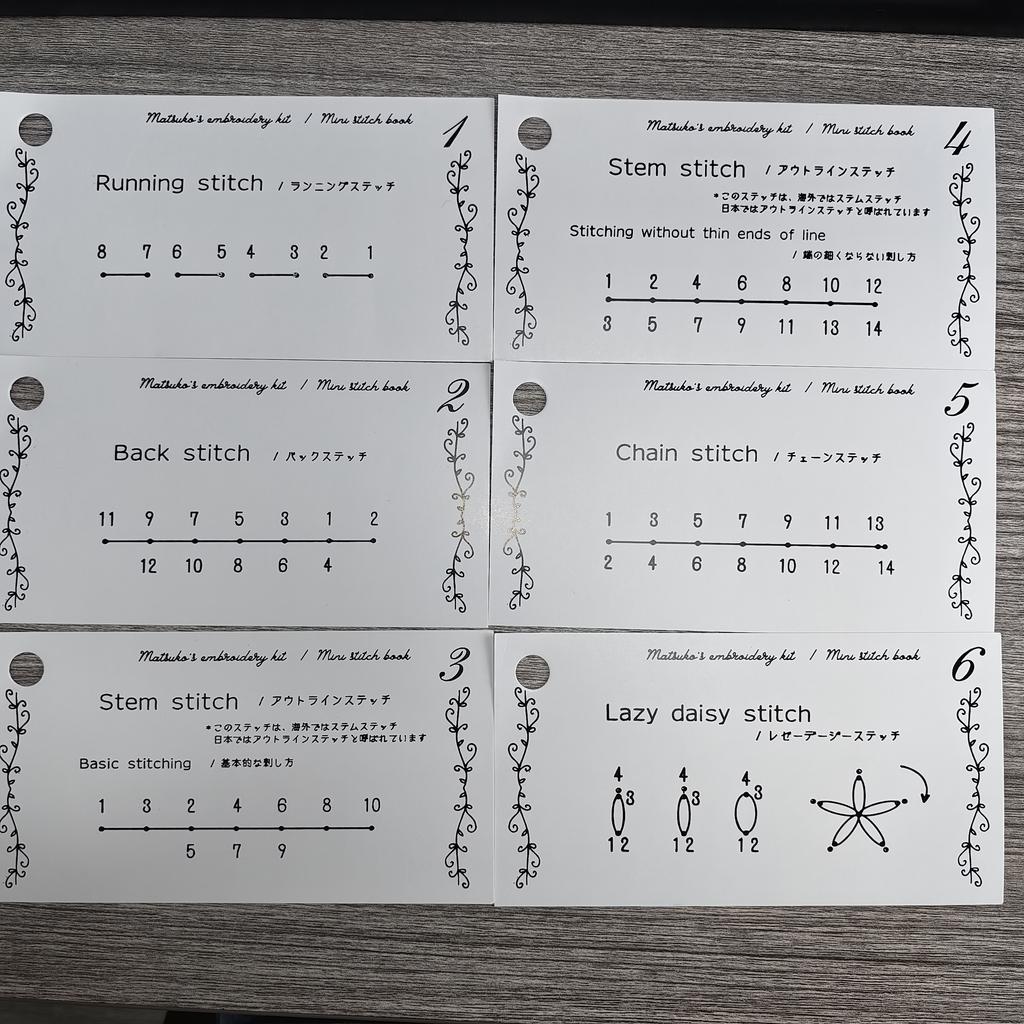 Matsuko's embroidery kit / Mini stitch book
1
Running stitch / ランニングステッチ
8 7 6 5 4 3 2 1
Matsuko's embroidery kit / Mini stitch book
2
Back stitch / バックステッチ
11 9 7 5 3 1 2
12 10 8 6 4
Matsuko's embroidery kit / Mini stitch book
3
Stem stitch / アウトラインステッチ
*このステッチは、海外ではステムステッチ
日本ではアウトラインステッチと呼ばれています
Basic stitching / 基本的な刺し方
1 3 2 4 6 8 10
5 7 9
Matsuko's embroidery kit / Mini stitch book
4
Stem stitch / アウトラインステッチ
*このステッチは、海外ではステムステッチ
日本ではアウトラインステッチと呼ばれています
Stitching without thin ends of line
/ 端の細くならない刺し方
1 2 4 6 8 10 12
3 5 7 9 11 13 14
Matsuko's embroidery kit / Mini stitch book
5
Chain stitch / チェーンステッチ
1 3 5 7 9 11 13
2 4 6 8 10 12 14
Matsuko's embroidery kit / Mini stitch book
6
Lazy daisy stitch
/ レゼーデージーステッチ
4 4 4
3 3 3
1 2 1 2 1 2